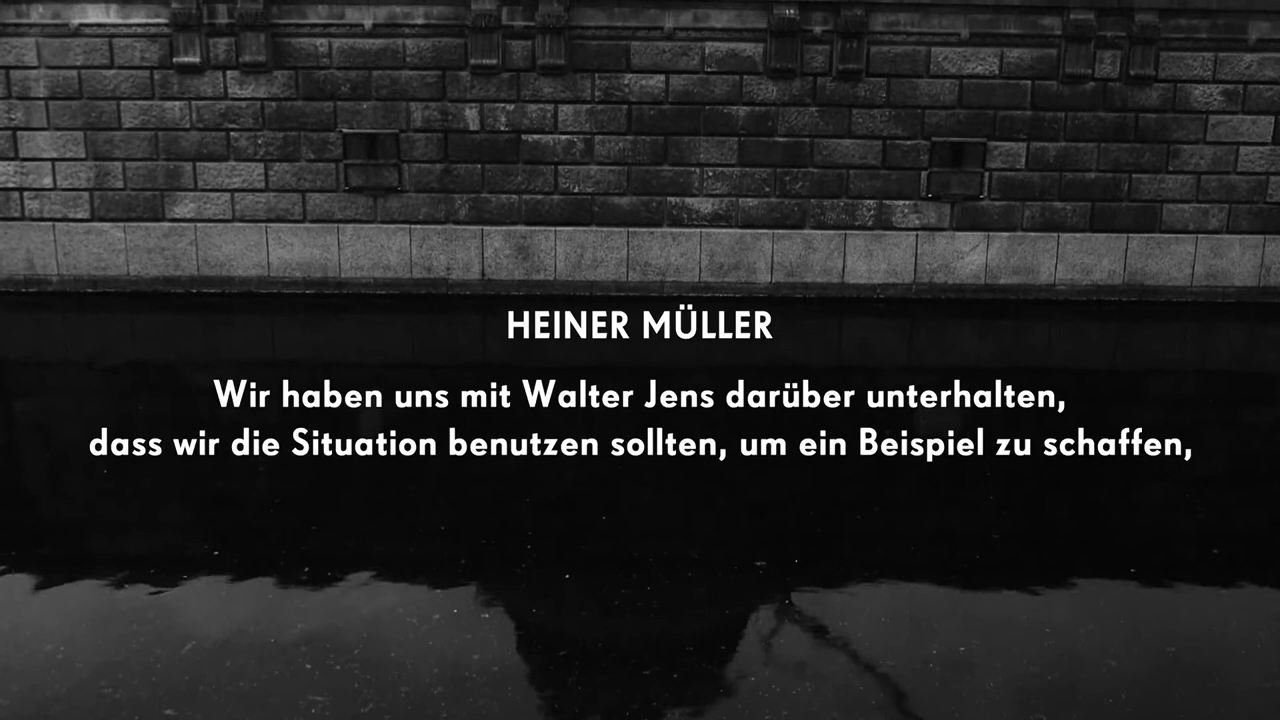 HEINER MÜLLER
Wir haben uns mit Walter Jens darüber unterhalten,
dass wir die Situation benutzen sollten, um ein Beispiel zu schaffen,